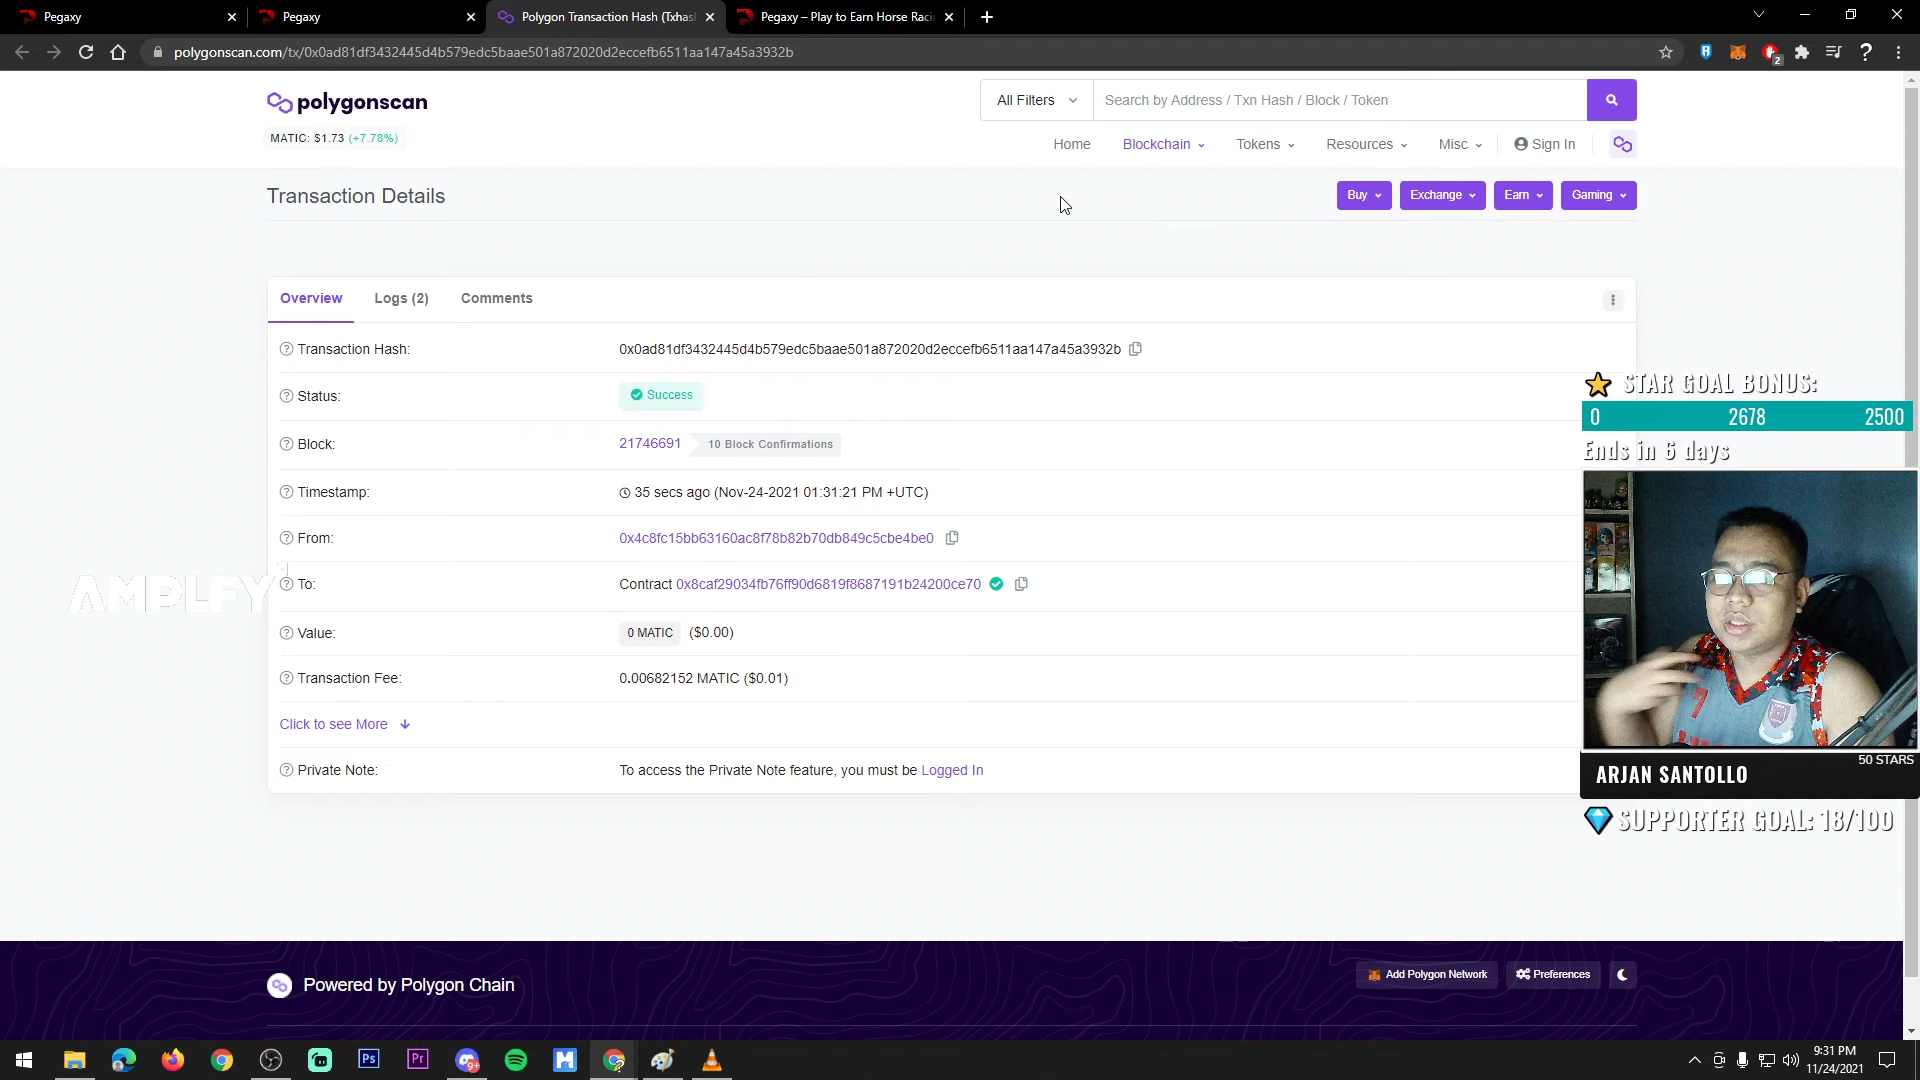 Pegaxy
Pegaxy
Polygon Transaction Hash (Txhas
Pegaxy – Play to Earn Horse Raci
polygonscan.com/tx/0x0ad81df3432445d4b579edc5baae501a872020d2eccefb6511aa147a45a3932b
2
polygonscan
All Filters
Search by Address / Txn Hash / Block / Token
MATIC: $1.73 (+7.78%)
Home
Blockchain
Tokens
Resources
Misc
Sign In
Transaction Details
Buy
Exchange
Earn
Gaming
Overview
Logs (2)
Comments
Transaction Hash:
0x0ad81df3432445d4b579edc5baae501a872020d2eccefb6511aa147a45a3932b
Status:
Success
Block:
21746691
10 Block Confirmations
Timestamp:
35 secs ago (Nov-24-2021 01:31:21 PM +UTC)
From:
0x4c8fc15bb63160ac8f78b82b70db849c5cbe4be0
To:
Contract 0x8caf29034fb76ff90d6819f8687191b24200ce70
Value:
0 MATIC ($0.00)
Transaction Fee:
0.00682152 MATIC ($0.01)
Click to see More
Private Note:
To access the Private Note feature, you must be Logged In
AMPLFY
STAR GOAL BONUS:
0 2678 2500
Ends in 6 days
7
50 STARS
ARJAN SANTOLLO
SUPPORTER GOAL: 18/100
Powered by Polygon Chain
Add Polygon Network
Preferences
Ps
Pr
9+
M
9:31 PM
11/24/2021